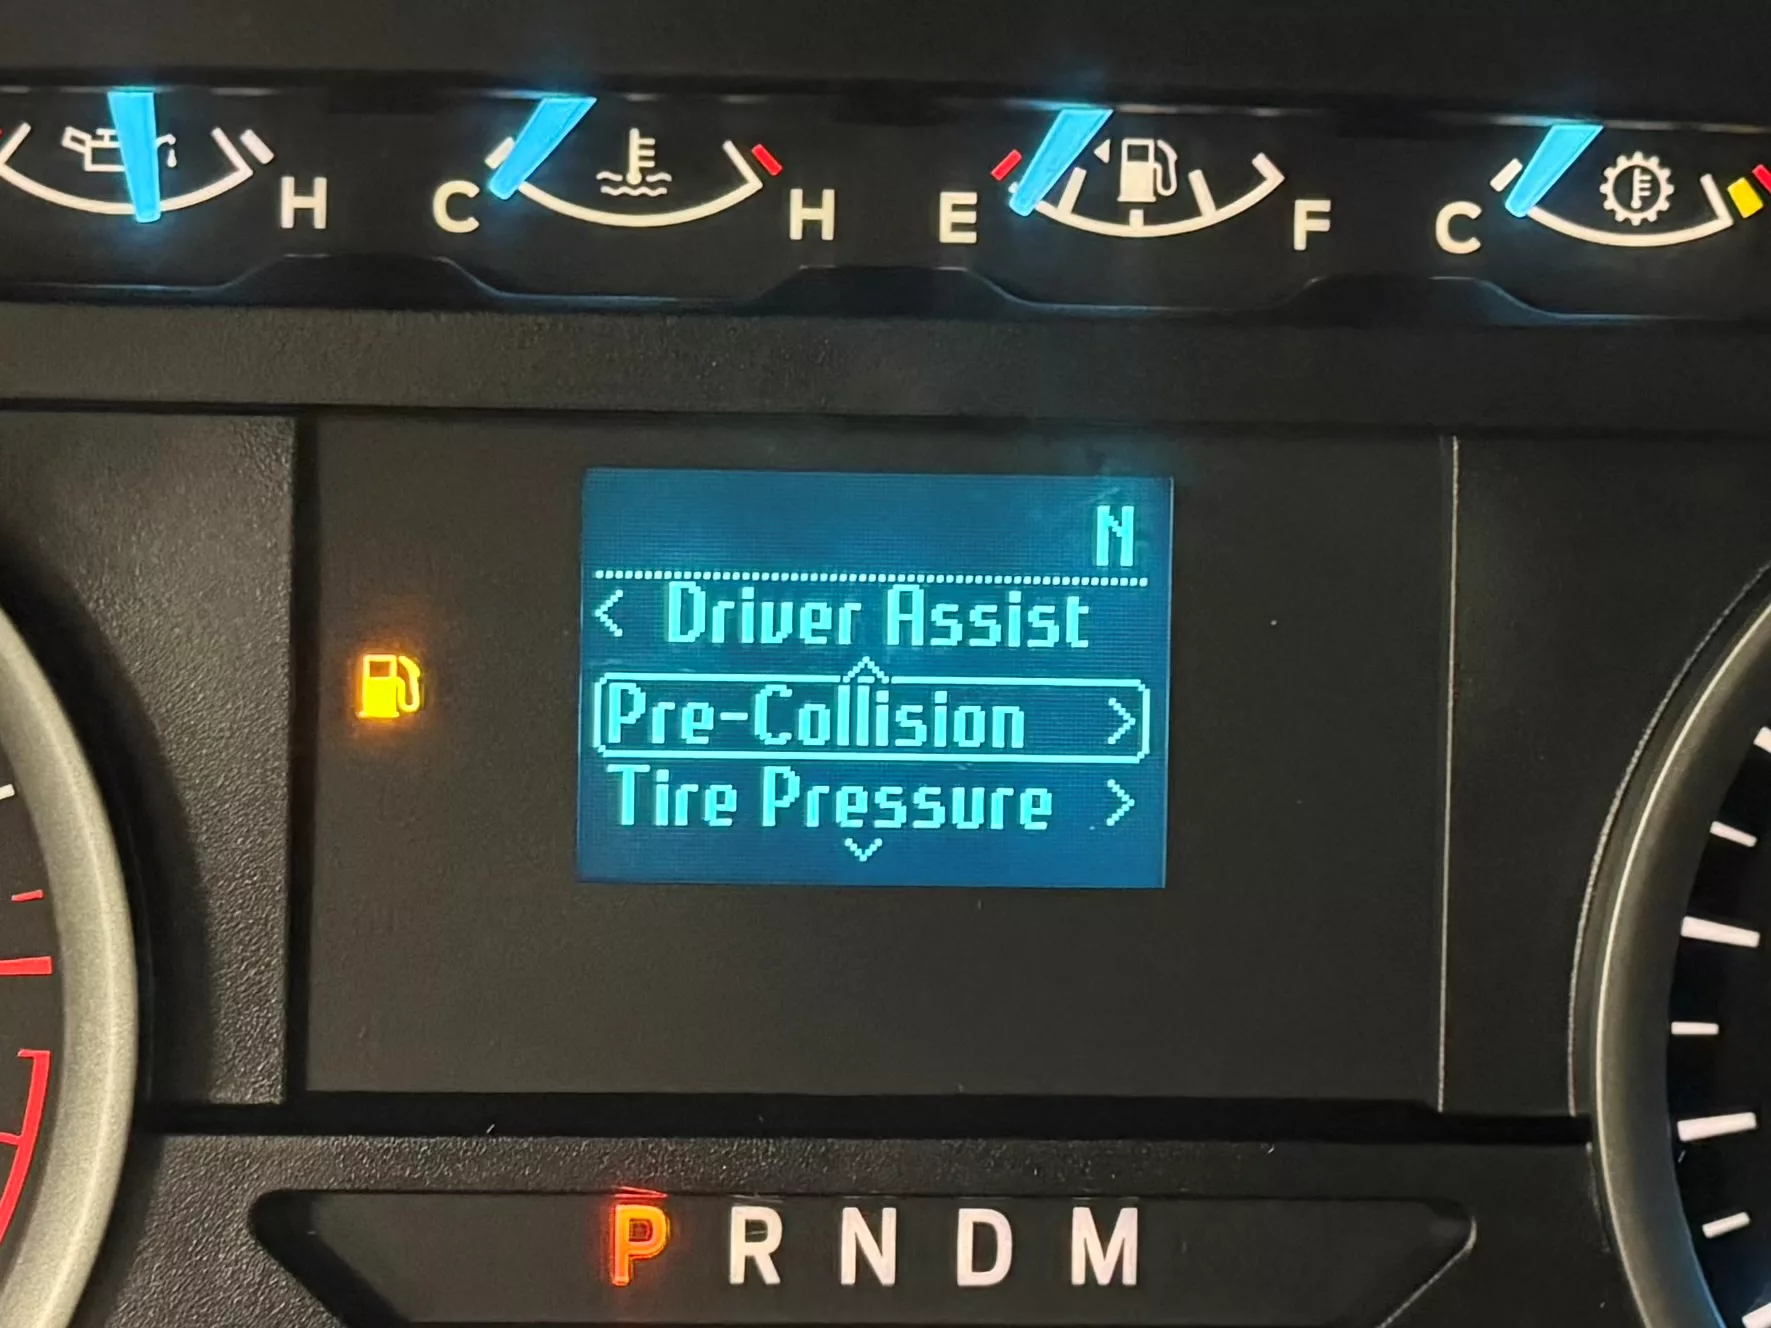 H C H E F C
N
< Driver Assist
Pre-Collision >
Tire Pressure >
P R N D M